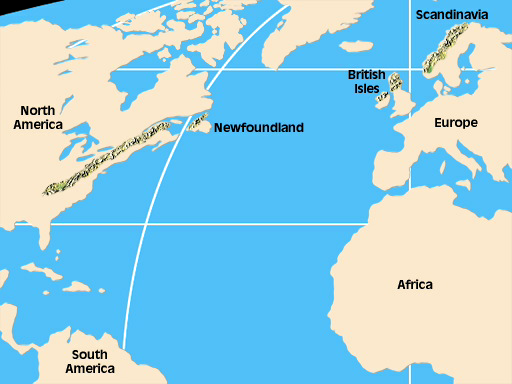 Scandinavia
British
Isles
North
America
Newfoundland
Europe
Africa
South
America